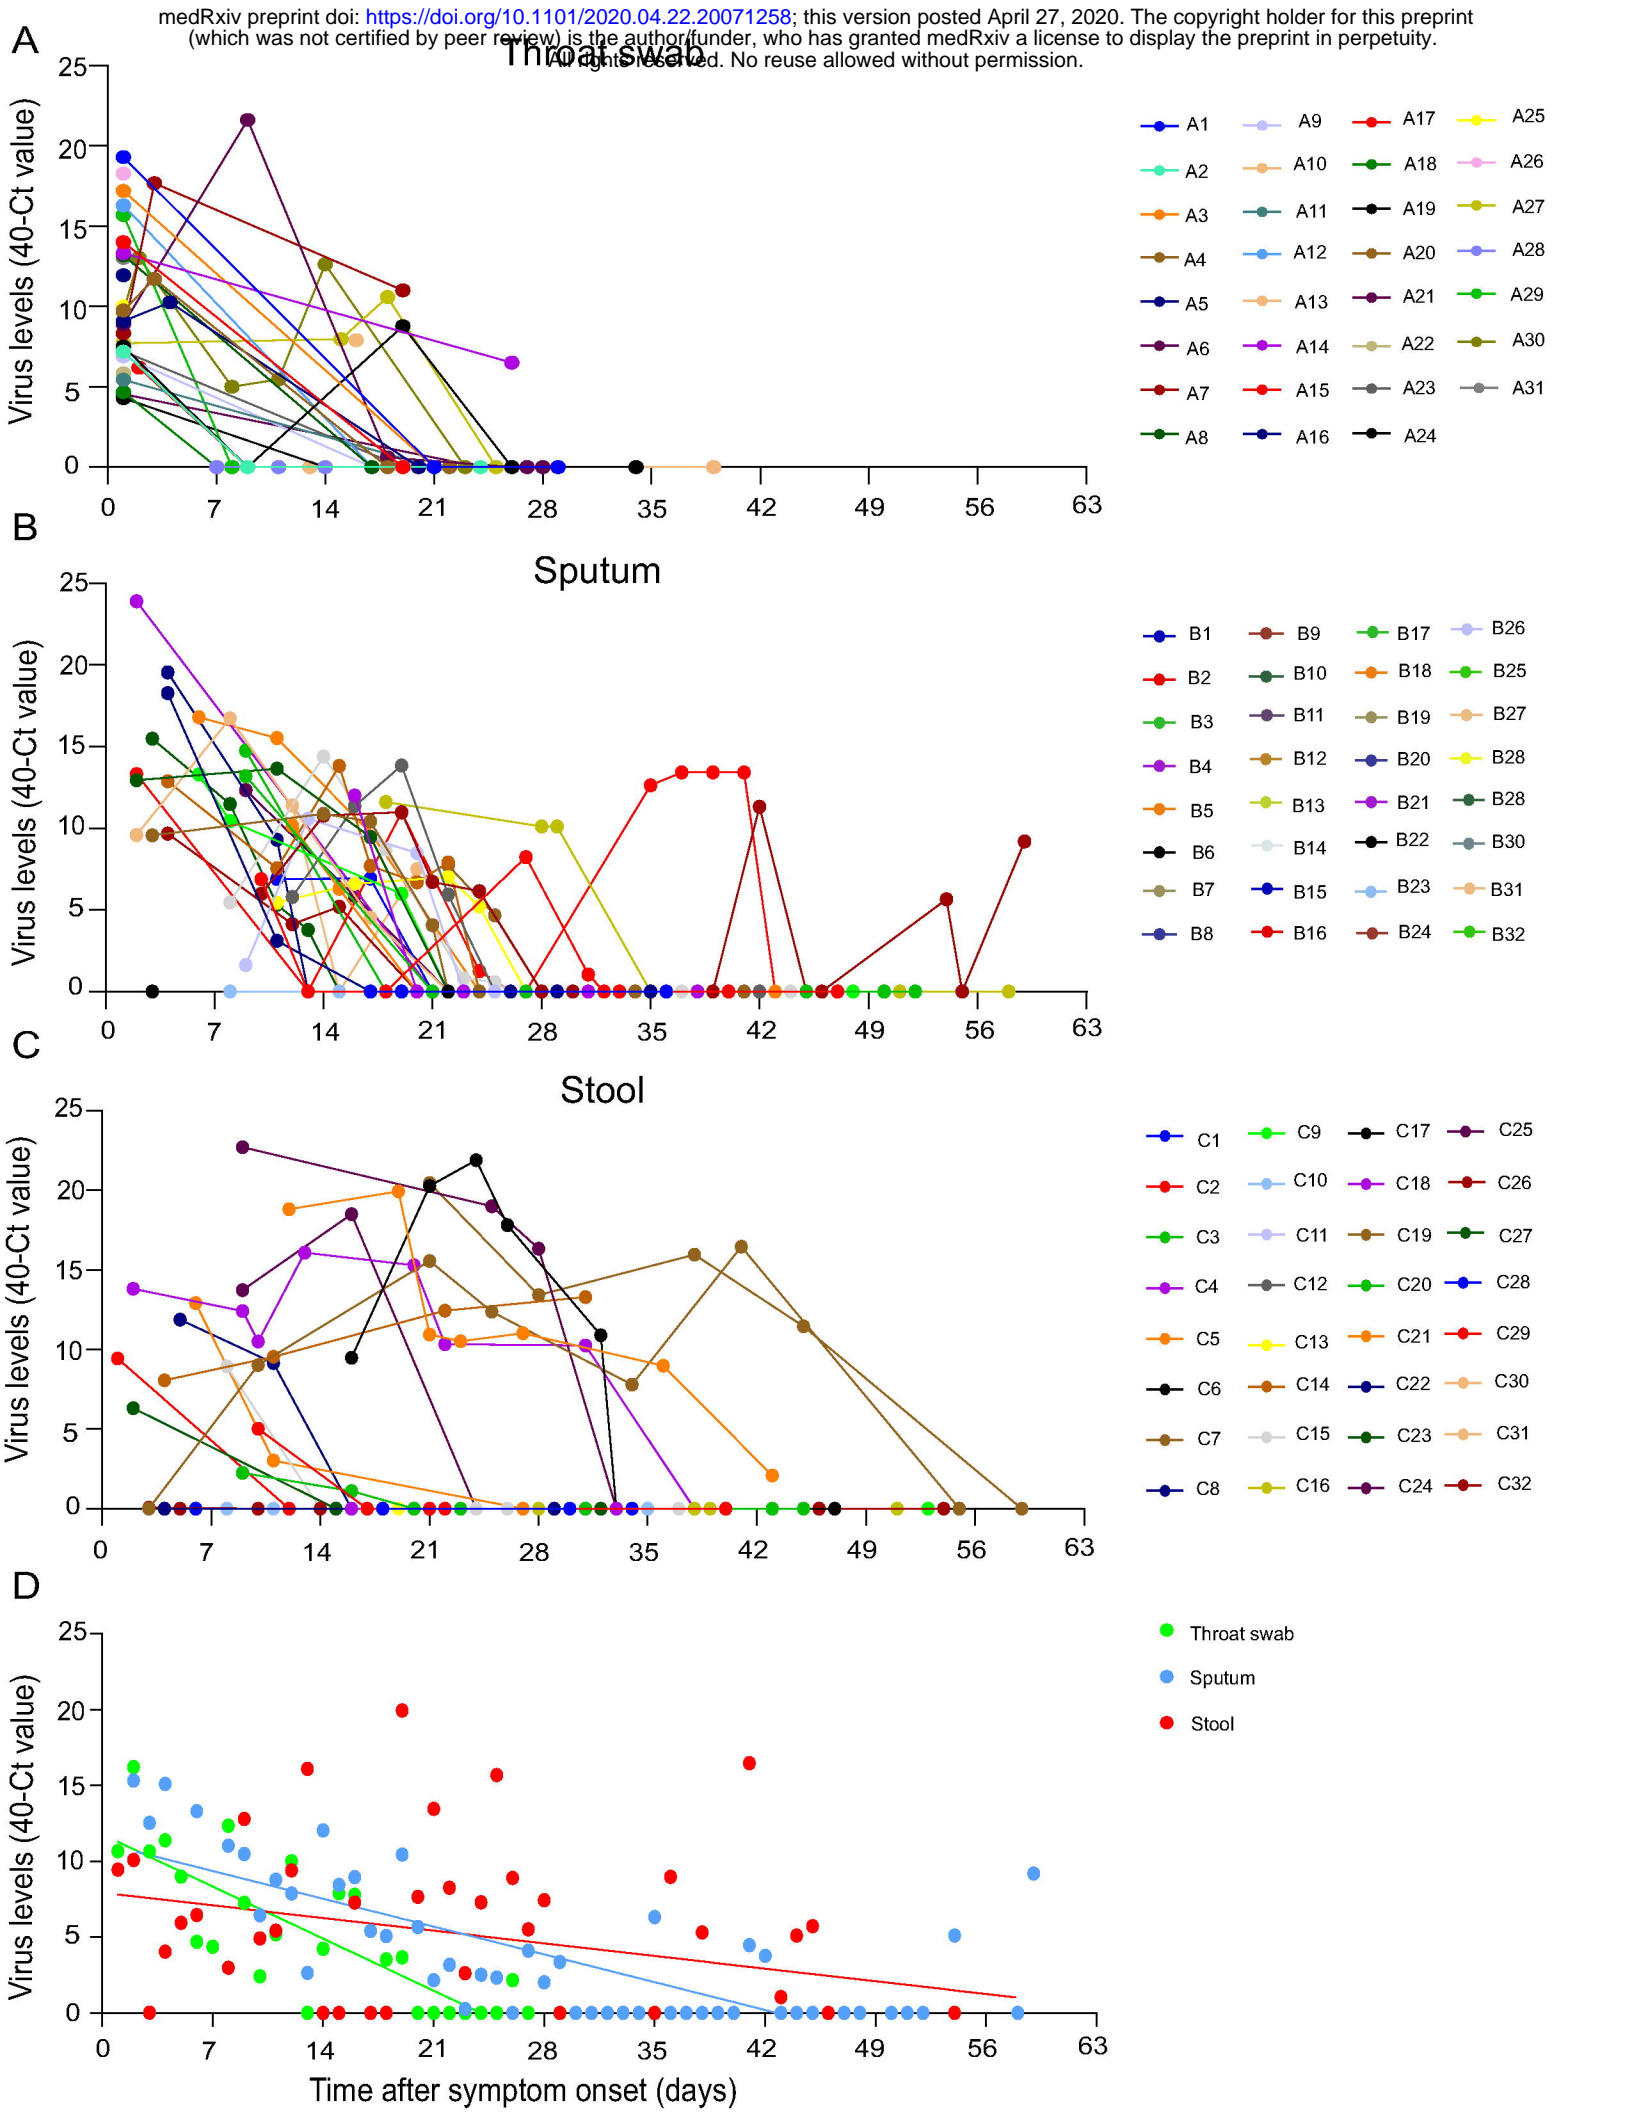 medRxiv preprint doi: https://doi.org/10.1101/2020.04.22.20071258; this version posted April 27, 2020. The copyright holder for this preprint
(which was not certified by peer review) is the author/funder, who has granted medRxiv a license to display the preprint in perpetuity.
All rights reserved. No reuse allowed without permission.
A
Throat swab
Virus levels (40-Ct value)
25
20
15
10
5
0
0 7 14 21 28 35 42 49 56 63
A1 A9 A17 A25
A2 A10 A18 A26
A3 A11 A19 A27
A4 A12 A20 A28
A5 A13 A21 A29
A6 A14 A22 A30
A7 A15 A23 A31
A8 A16 A24
B
Sputum
Virus levels (40-Ct value)
25
20
15
10
5
0
0 7 14 21 28 35 42 49 56 63
B1 B9 B17 B26
B2 B10 B18 B25
B3 B11 B19 B27
B4 B12 B20 B28
B5 B13 B21 B28
B6 B14 B22 B30
B7 B15 B23 B31
B8 B16 B24 B32
C
Stool
Virus levels (40-Ct value)
25
20
15
10
5
0
0 7 14 21 28 35 42 49 56 63
C1 C9 C17 C25
C2 C10 C18 C26
C3 C11 C19 C27
C4 C12 C20 C28
C5 C13 C21 C29
C6 C14 C22 C30
C7 C15 C23 C31
C8 C16 C24 C32
D
Virus levels (40-Ct value)
25
20
15
10
5
0
0 7 14 21 28 35 42 49 56 63
Time after symptom onset (days)
Throat swab
Sputum
Stool